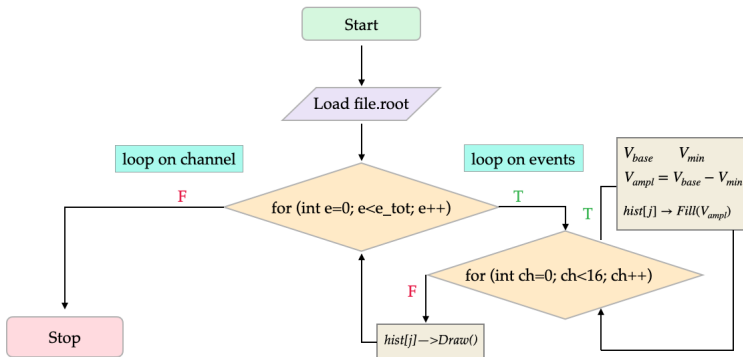 Start
Load file.root
loop on channel
loop on events
V_base V_min
V_ampl = V_base − V_min
hist[j] → Fill(V_ampl)
F
T
T
for (int e=0; e<e_tot; e++)
for (int ch=0; ch<16; ch++)
F
Stop
hist[j]—>Draw()